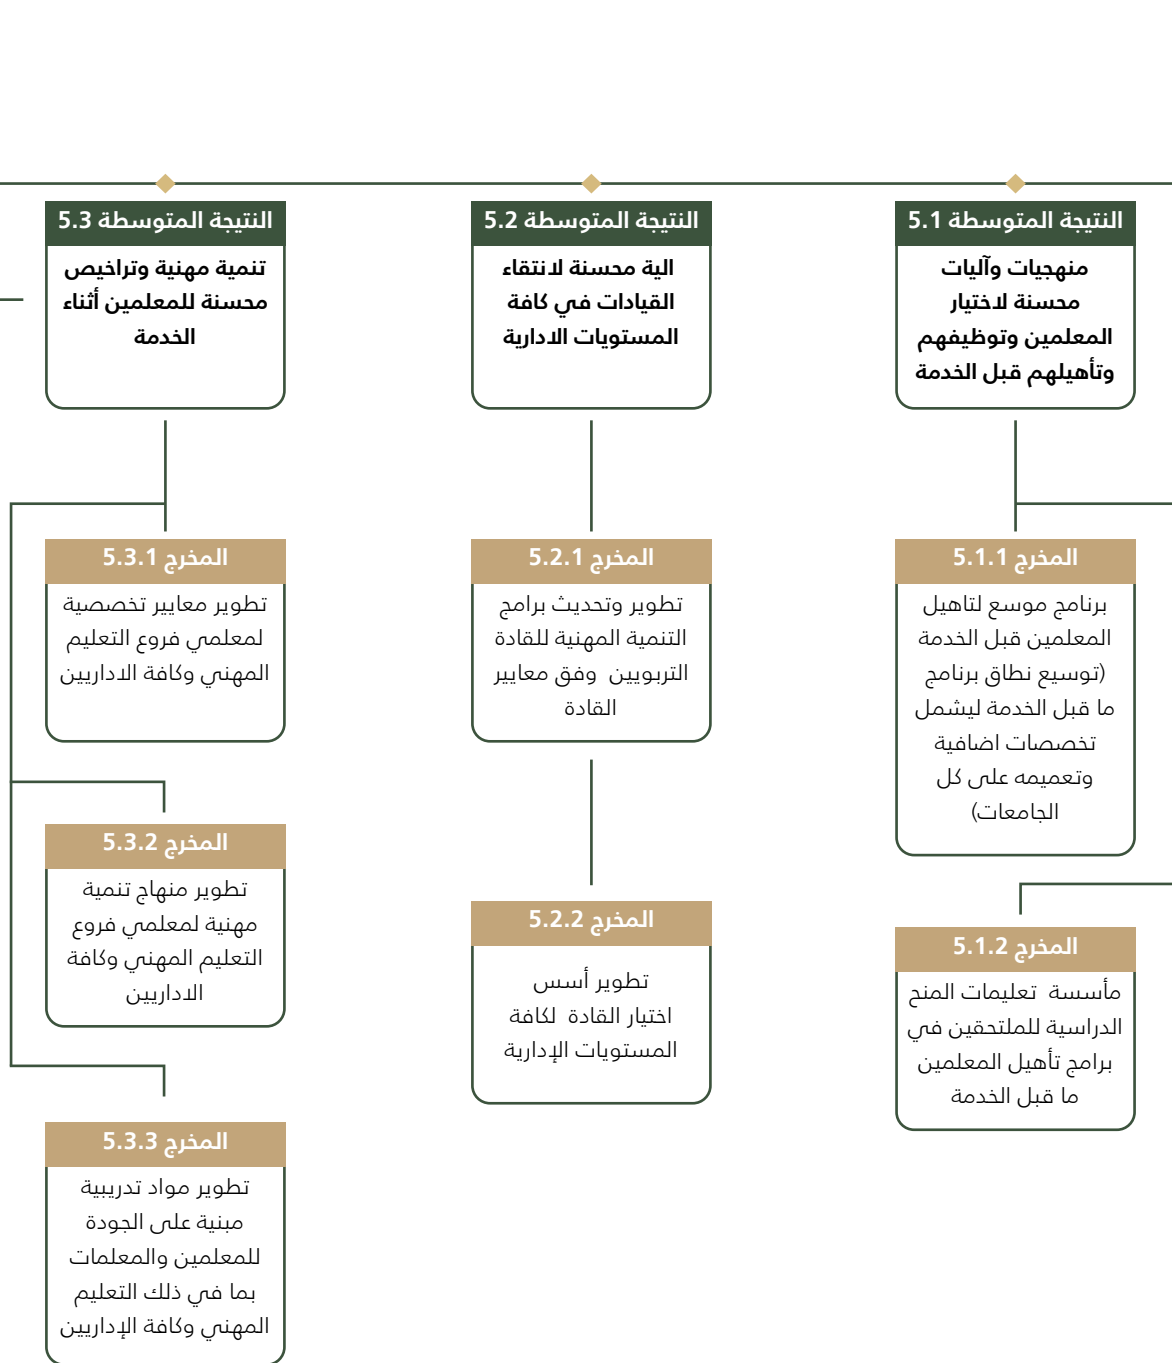 النتيجة المتوسطة 5.1
منهجيات وآليات
محسنة لاختيار
المعلمين وتوظيفهم
وتأهيلهم قبل الخدمة
المخرج 5.1.1
برنامج موسع لتاهيل
المعلمين قبل الخدمة
(توسيع نطاق برنامج
ما قبل الخدمة ليشمل
تخصصات اضافية
وتعميمه على كل
الجامعات)
المخرج 5.1.2
مأسسة تعليمات المنح
الدراسية للملتحقين في
برامج تأهيل المعلمين
ما قبل الخدمة
النتيجة المتوسطة 5.2
الية محسنة لانتقاء
القيادات في كافة
المستويات الادارية
المخرج 5.2.1
تطوير وتحديث برامج
التنمية المهنية للقادة
التربويين وفق معايير
القادة
المخرج 5.2.2
تطوير أسس
اختيار القادة لكافة
المستويات الإدارية
النتيجة المتوسطة 5.3
تنمية مهنية وتراخيص
محسنة للمعلمين أثناء
الخدمة
المخرج 5.3.1
تطوير معايير تخصصية
لمعلمي فروع التعليم
المهني وكافة الاداريين
المخرج 5.3.2
تطوير منهاج تنمية
مهنية لمعلمي فروع
التعليم المهني وكافة
الاداريين
المخرج 5.3.3
تطوير مواد تدريبية
مبنية على الجودة
للمعلمين والمعلمات
بما في ذلك التعليم
المهني وكافة الإداريين